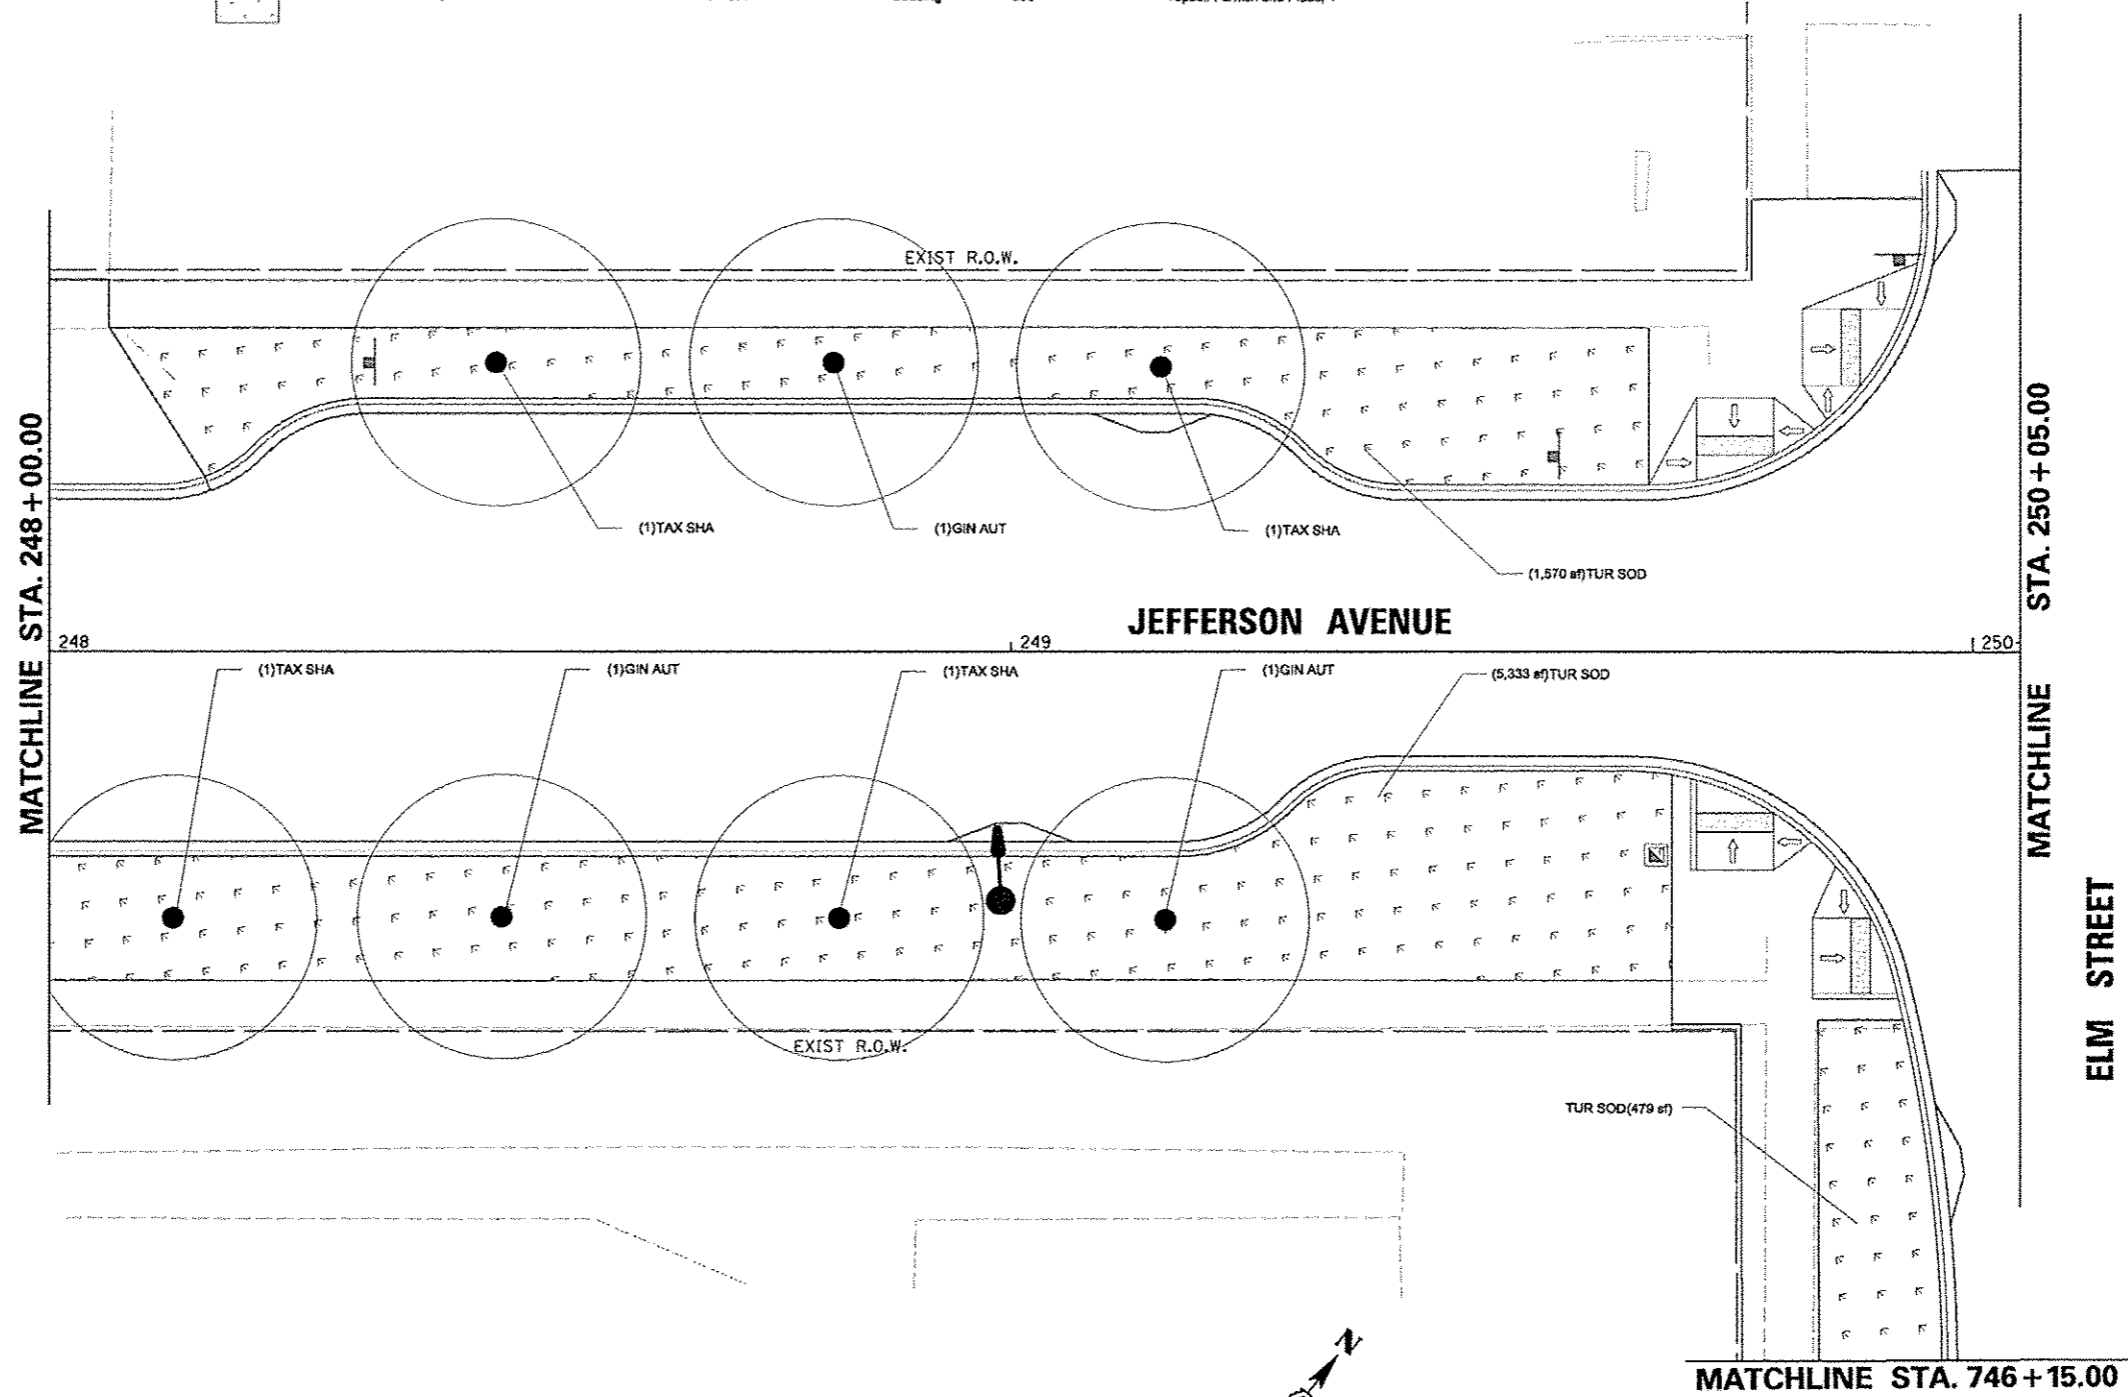 EXIST R.O.W.
(1)TAX SHA
(1)GIN AUT
(1)TAX SHA
(1,570 sf)TUR SOD
MATCHLINE STA. 248+00.00
MATCHLINE STA. 250+05.00
JEFFERSON AVENUE
248
249
250
(1)TAX SHA
(1)GIN AUT
(1)TAX SHA
(1)GIN AUT
(5,333 sf)TUR SOD
EXIST R.O.W.
TUR SOD(479 sf)
ELM STREET
N
MATCHLINE STA. 746+15.00